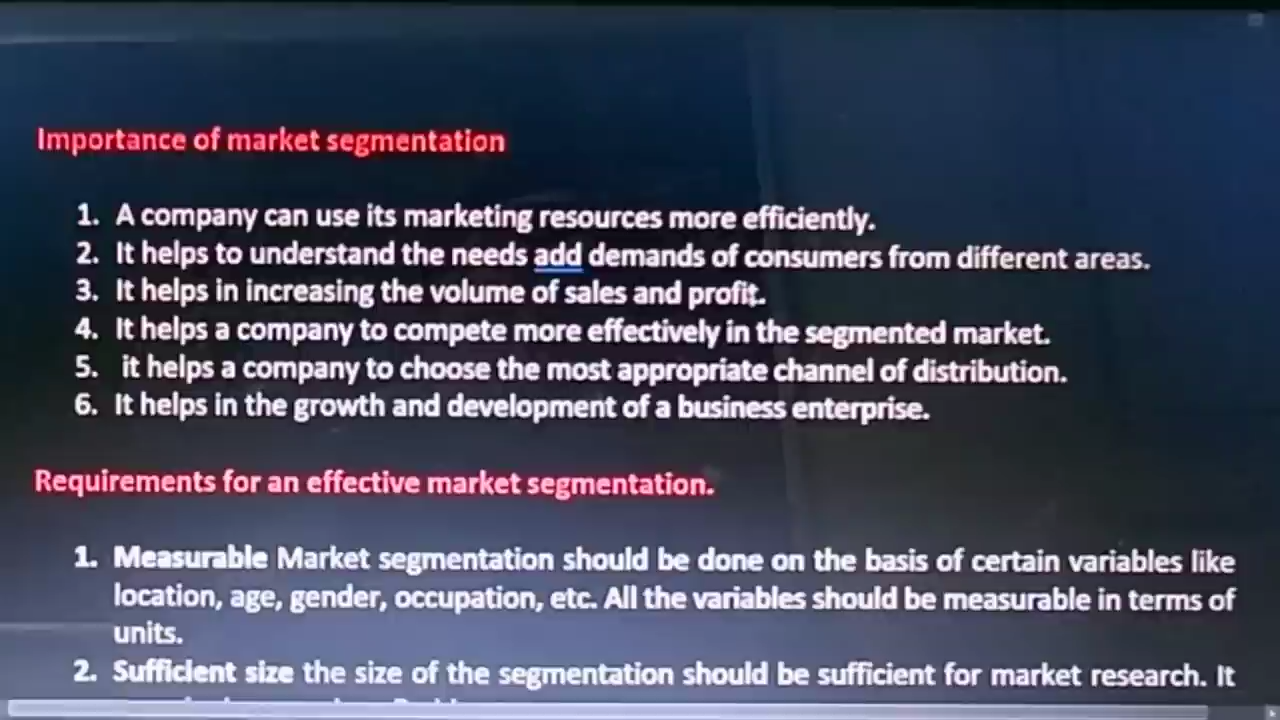 Importance of market segmentation
1. A company can use its marketing resources more efficiently.
2. It helps to understand the needs add demands of consumers from different areas.
3. It helps in increasing the volume of sales and profit.
4. It helps a company to compete more effectively in the segmented market.
5. it helps a company to choose the most appropriate channel of distribution.
6. It helps in the growth and development of a business enterprise.
Requirements for an effective market segmentation.
1. Measurable Market segmentation should be done on the basis of certain variables like
location, age, gender, occupation, etc. All the variables should be measurable in terms of
units.
2. Sufficient size the size of the segmentation should be sufficient for market research. It